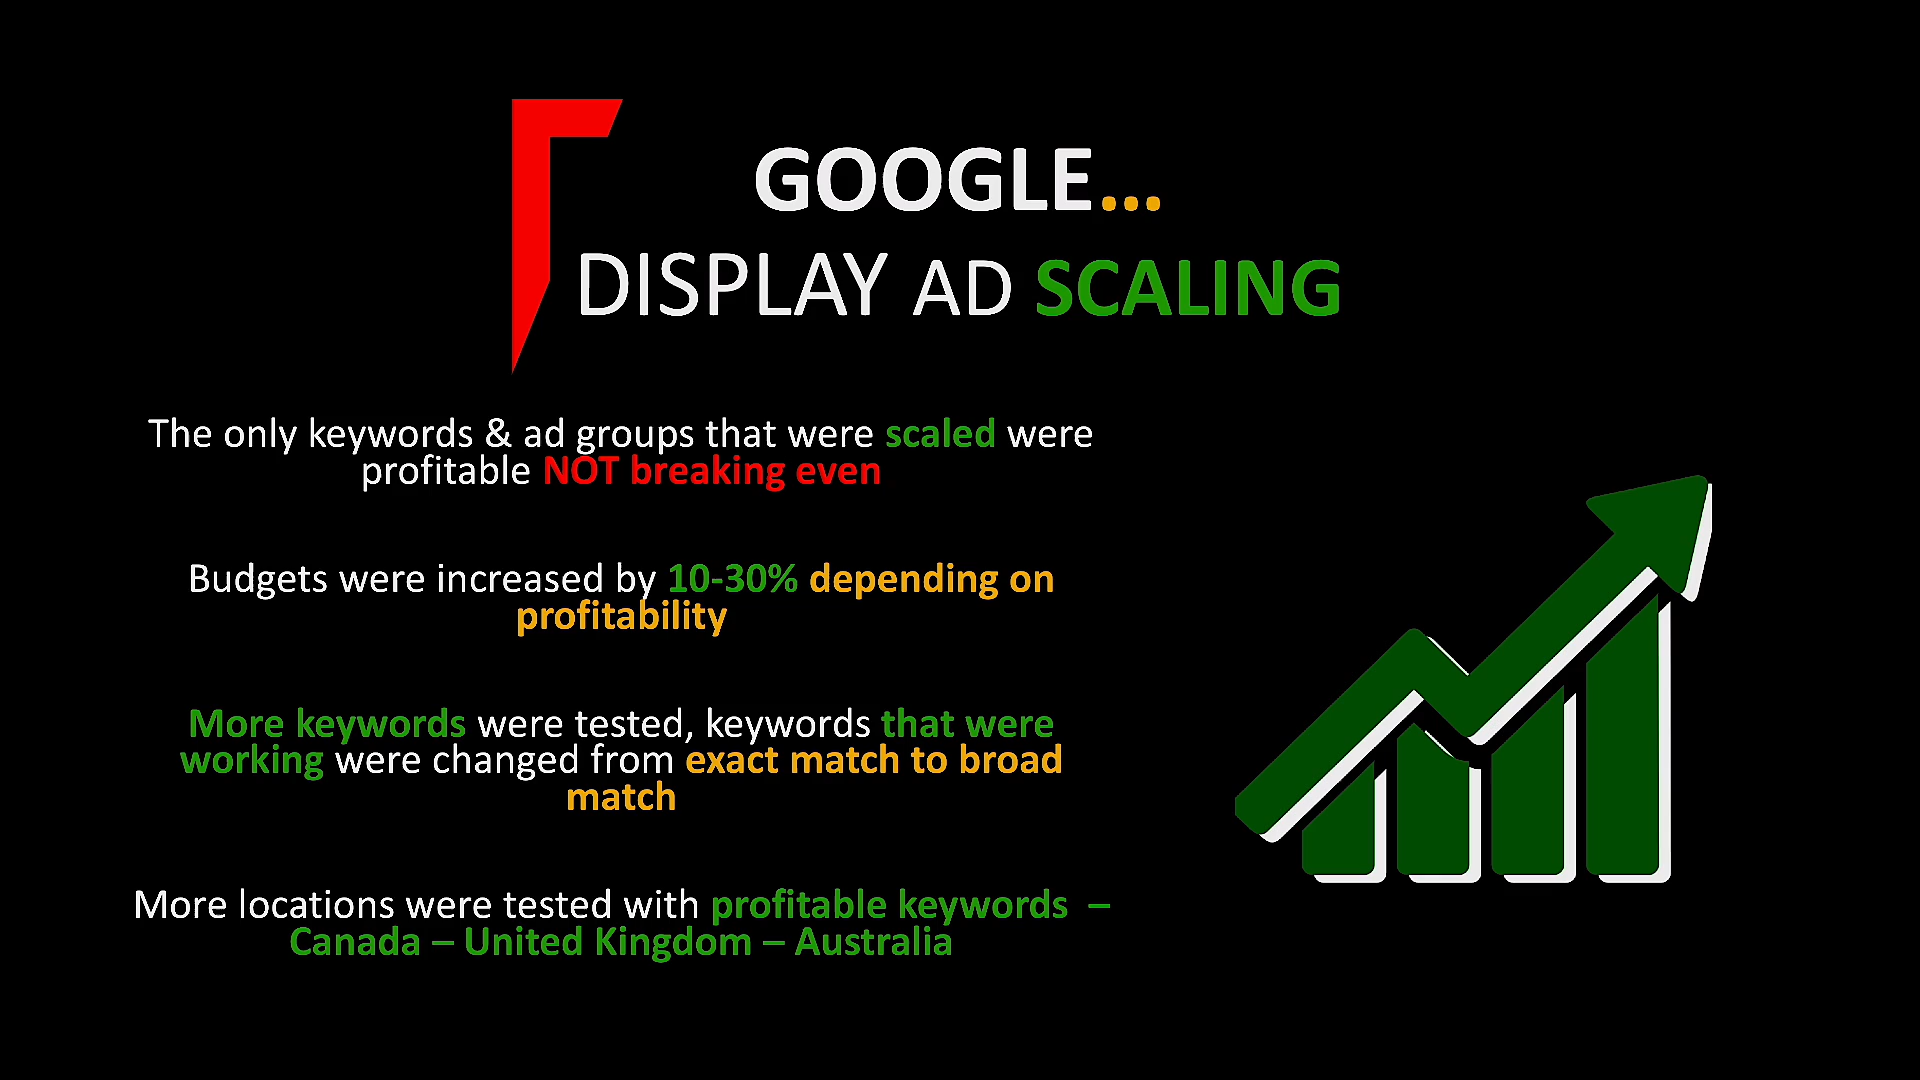 GOOGLE...
DISPLAY AD SCALING
The only keywords & ad groups that were scaled were
profitable NOT breaking even
Budgets were increased by 10-30% depending on
profitability
More keywords were tested, keywords that were
working were changed from exact match to broad
match
More locations were tested with profitable keywords –
Canada – United Kingdom – Australia